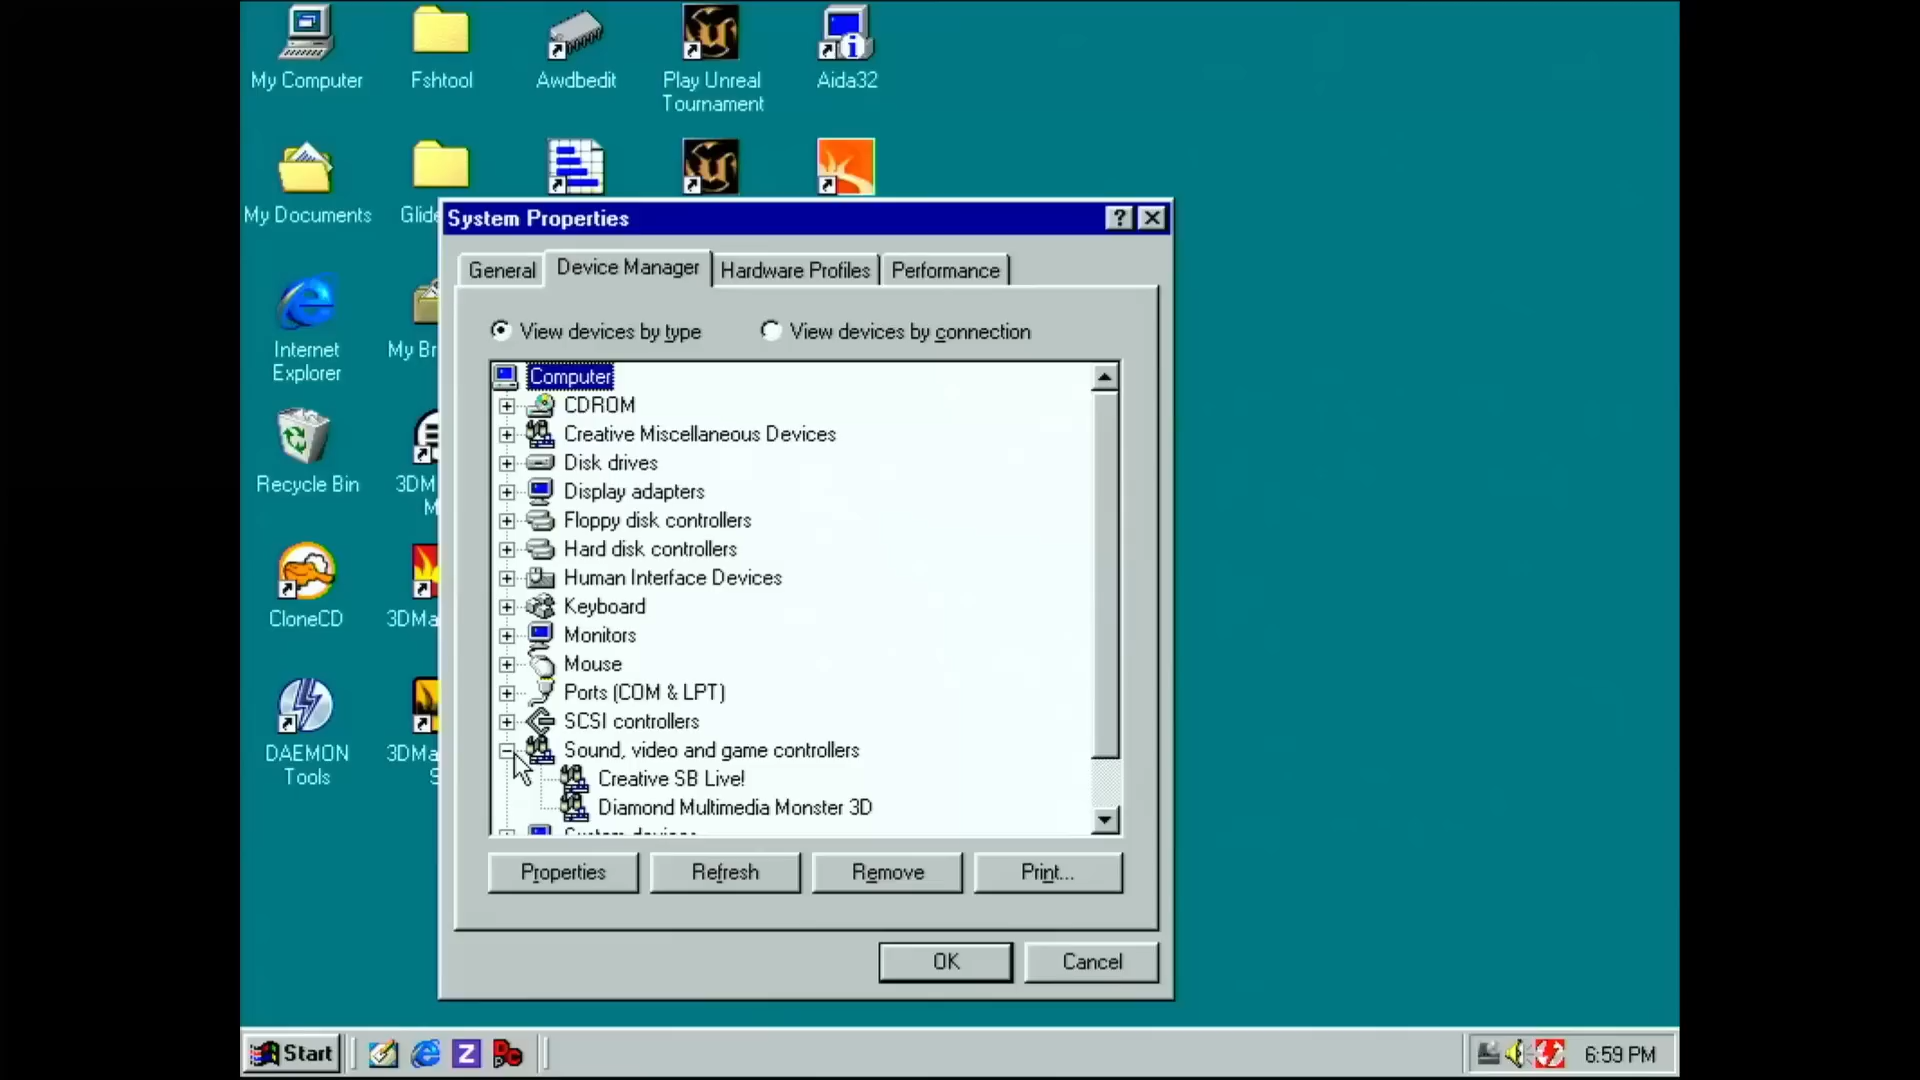 My Computer
Fshtool
Awdbedit
Play Unreal
Tournament
Aida32
My Documents
Glide
Internet
Explorer
My Br
Recycle Bin
3DM
M
CloneCD
3DMa
DAEMON
Tools
3DMa
S
System Properties
General
Device Manager
Hardware Profiles
Performance
View devices by type
View devices by connection
Computer
CDROM
Creative Miscellaneous Devices
Disk drives
Display adapters
Floppy disk controllers
Hard disk controllers
Human Interface Devices
Keyboard
Monitors
Mouse
Ports (COM & LPT)
SCSI controllers
Sound, video and game controllers
Creative SB Live!
Diamond Multimedia Monster 3D
System devices
Properties
Refresh
Remove
Print...
OK
Cancel
Start
6:59 PM